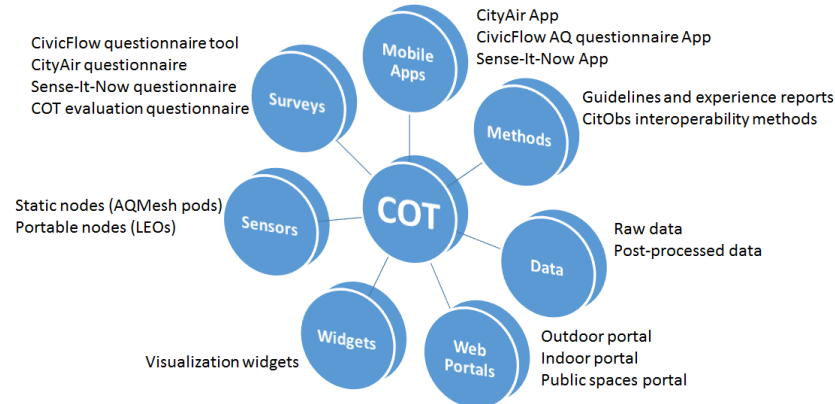 CityAir App
CivicFlow AQ questionnaire App
Sense-It-Now App
Mobile
Apps
CivicFlow questionnaire tool
CityAir questionnaire
Sense-It-Now questionnaire
COT evaluation questionnaire
Surveys
Guidelines and experience reports
CitObs interoperability methods
Methods
COT
Static nodes (AQMesh pods)
Portable nodes (LEOs)
Sensors
Raw data
Post-processed data
Data
Visualization widgets
Widgets
Web
Portals
Outdoor portal
Indoor portal
Public spaces portal